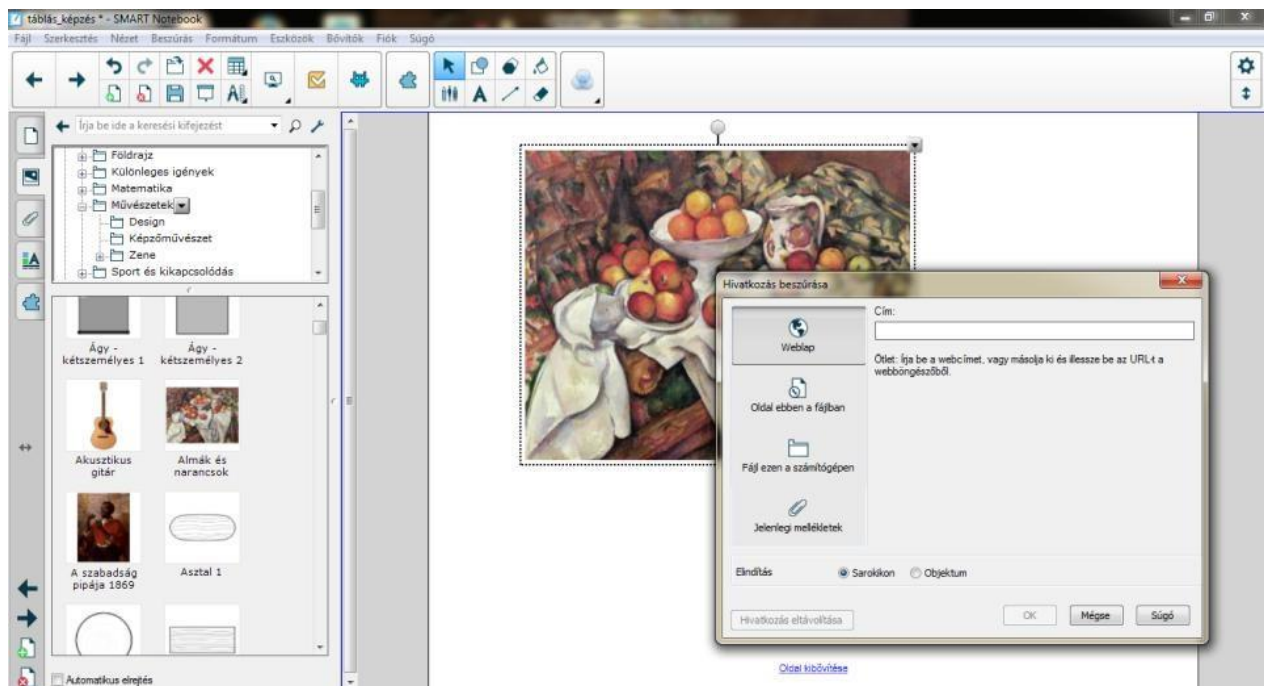 táblás_képzés * - SMART Notebook
Fájl Szerkesztés Nézet Beszúrás Formátum Eszközök Bővítők Fiók Súgó
Írja be ide a keresési kifejezést
Földrajz
Különleges igények
Matematika
Művészetek
Design
Képzőművészet
Zene
Sport és kikapcsolódás
Ágy - kétszemélyes 1
Ágy - kétszemélyes 2
Akusztikus gitár
Almák és narancsok
A szabadság pipája 1869
Asztal 1
Automatikus elrejtés
Hivatkozás beszúrása
Weblap
Oldal ebben a fájlban
Fájl ezen a számítógépen
Jelenlegi mellékletek
Cím:
Ötlet: Írja be a webcímet, vagy másolja ki és illessze be az URL-t a
webböngészőből.
Elindítás
Sarokikon
Objektum
Hivatkozás eltávolítása
OK
Mégse
Súgó
Oldal kibővítése